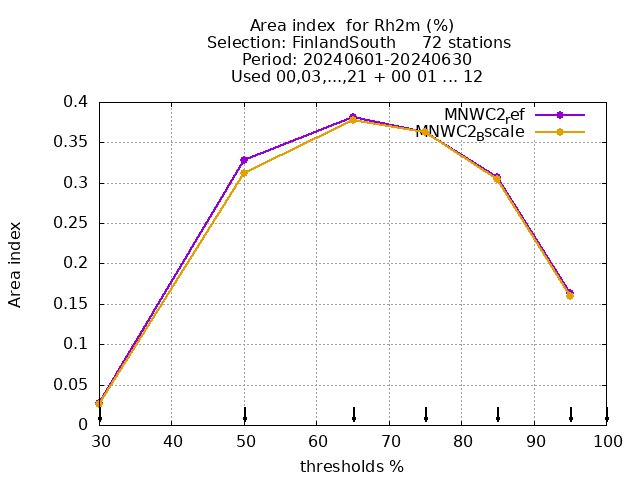 Area index  for Rh2m (%)
Selection: FinlandSouth     72 stations
Period: 20240601-20240630
Used 00,03,...,21 + 00 01 ... 12
MNWC2ref
MNWC2Bscale
0.4
0.35
0.3
0.25
0.2
0.15
0.1
0.05
0
Area index
30 40 50 60 70 80 90 100
thresholds %